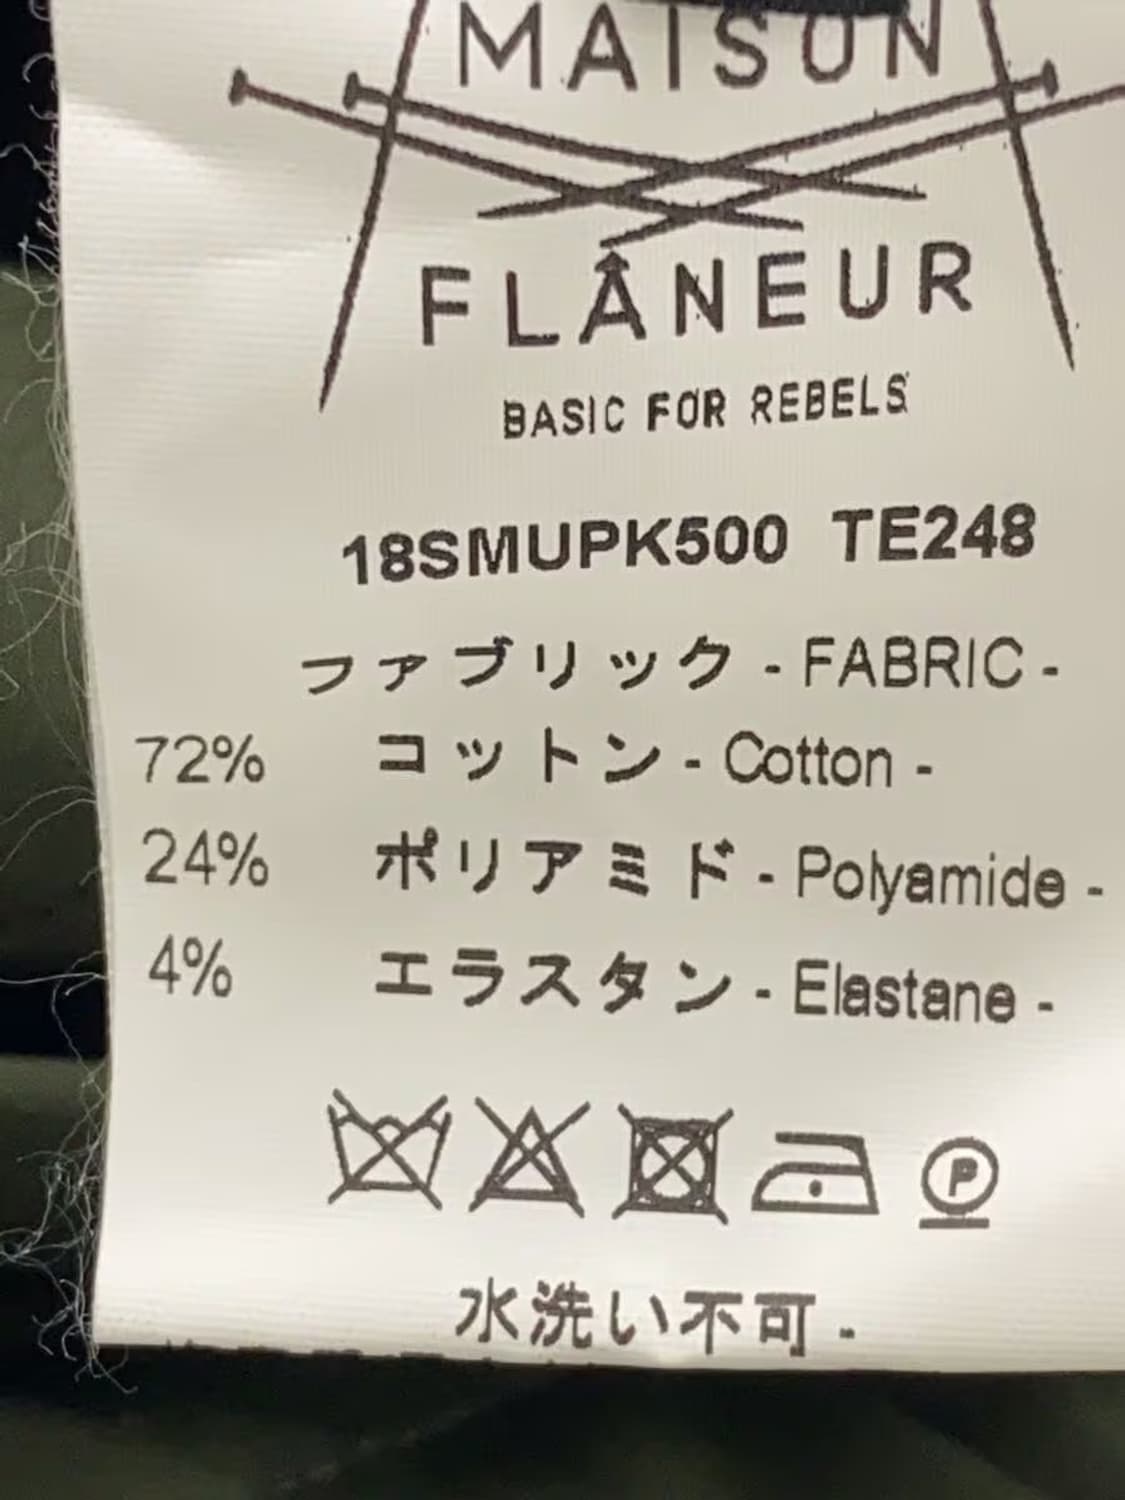 MAISON
FLÂNEUR
BASIC FOR REBELS
18SMUPK500 TE248
ファブリック - FABRIC -
72% コットン - Cotton -
24% ポリアミド - Polyamide -
4% エラスタン - Elastane -
P
水洗い不可 -